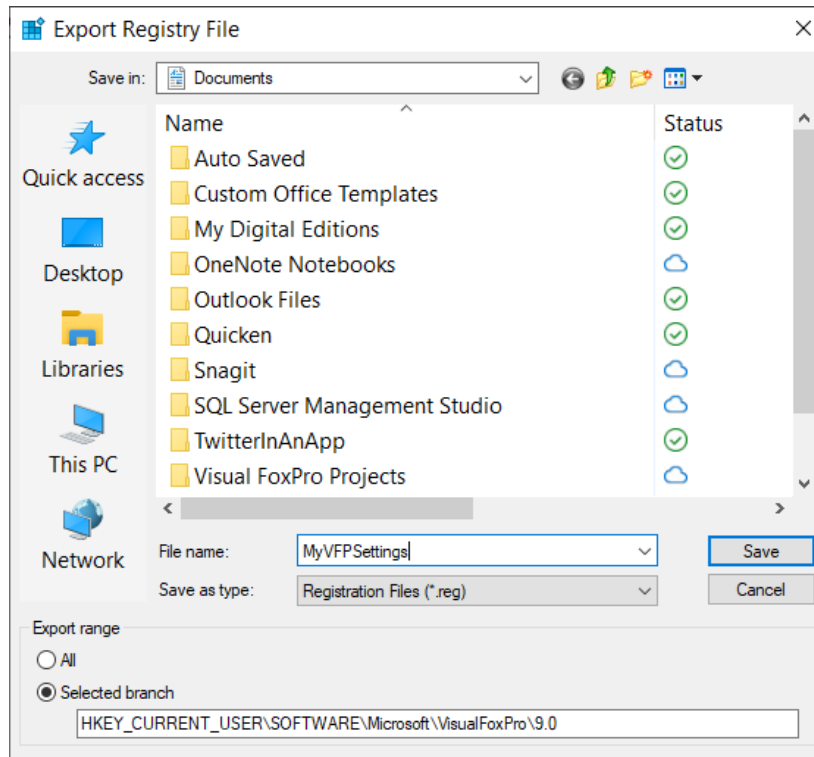 Export Registry File
Save in: Documents
Name Status
Quick access
Desktop
Libraries
This PC
Network
Auto Saved
Custom Office Templates
My Digital Editions
OneNote Notebooks
Outlook Files
Quicken
Snagit
SQL Server Management Studio
TwitterInAnApp
Visual FoxPro Projects
File name: MyVFPSettings Save
Save as type: Registration Files (*.reg) Cancel
Export range
All
Selected branch
HKEY_CURRENT_USER\SOFTWARE\Microsoft\VisualFoxPro\9.0